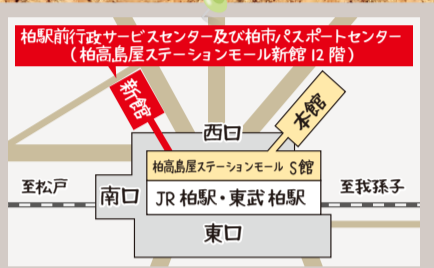 柏駅前行政サービスセンター及び柏市パスポートセンター
(柏高島屋ステーションモール新館12階)
新館
本館
西口
柏高島屋ステーションモール S館
至松戸
南口
JR柏駅・東武柏駅
至我孫子
東口